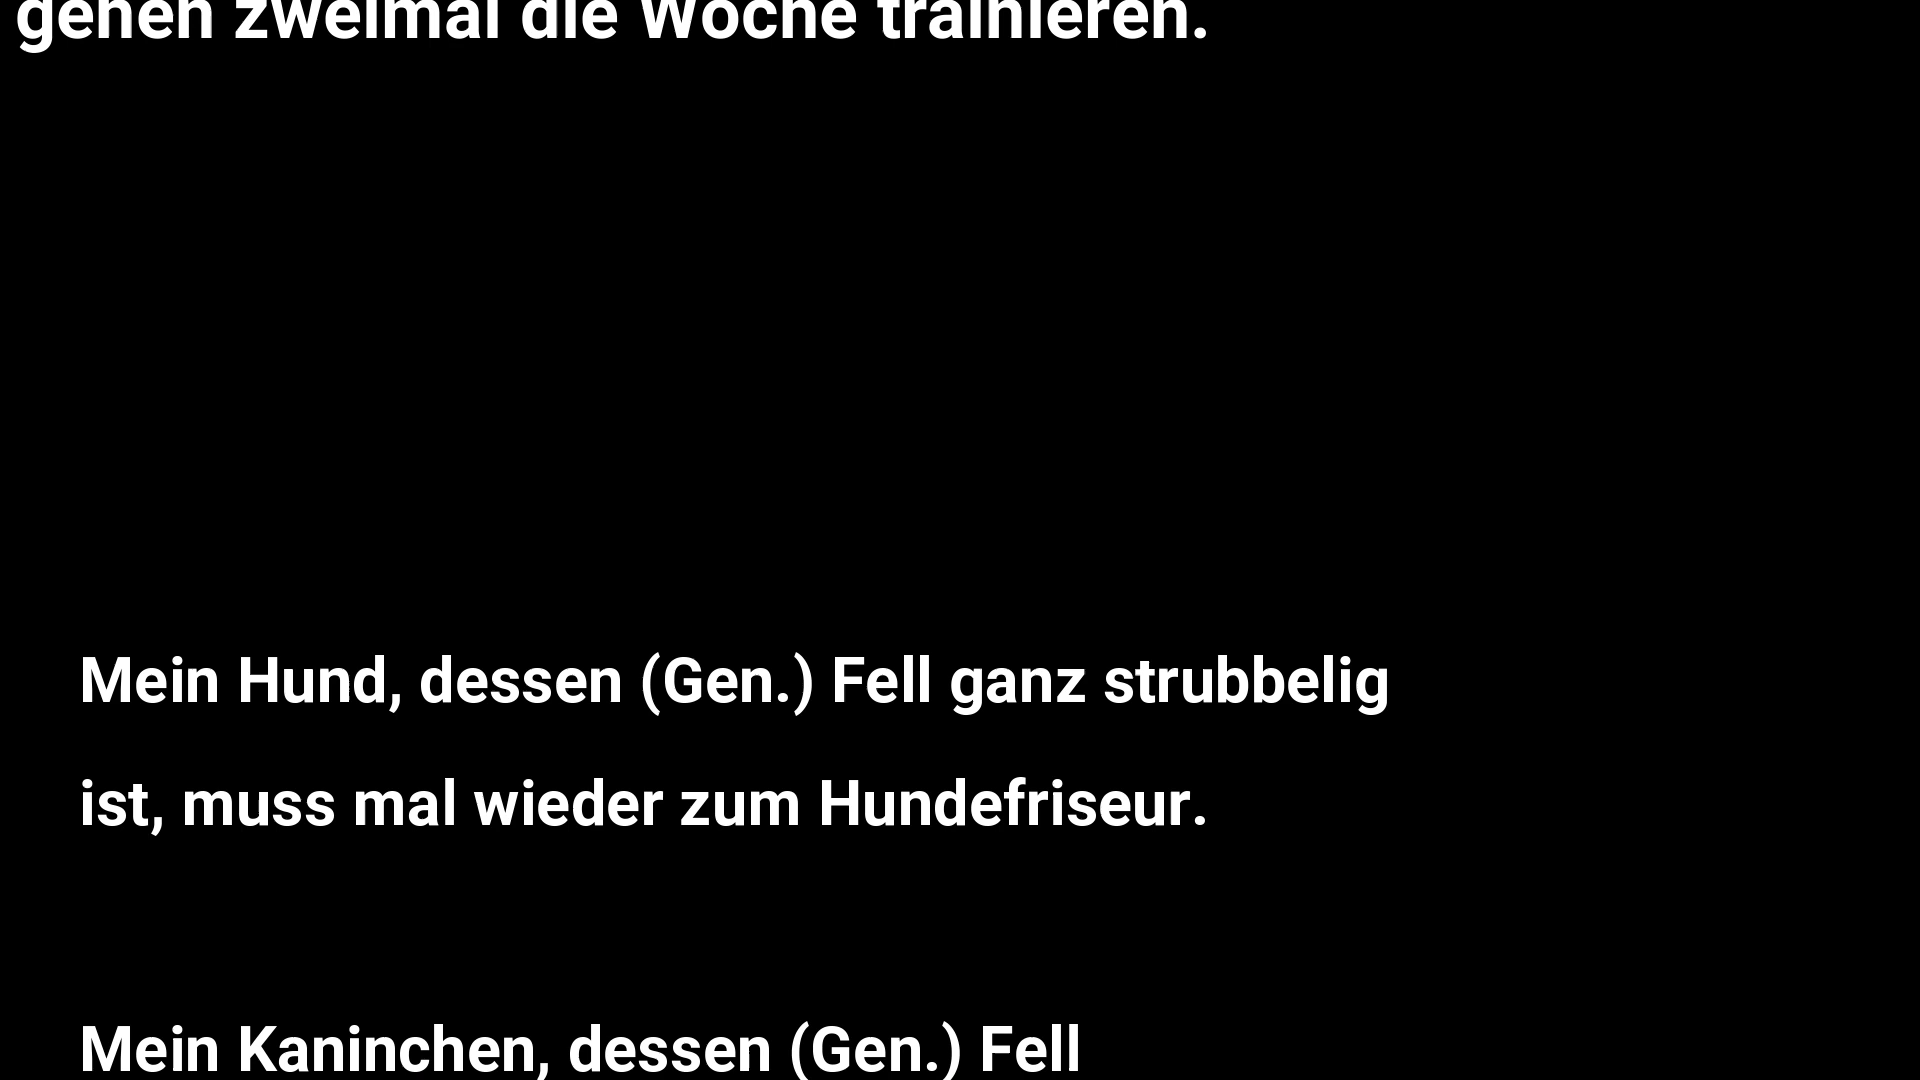 gehen zweimal die Woche trainieren.
Mein Hund, dessen (Gen.) Fell ganz strubbelig
ist, muss mal wieder zum Hundefriseur.
Mein Kaninchen, dessen (Gen.) Fell